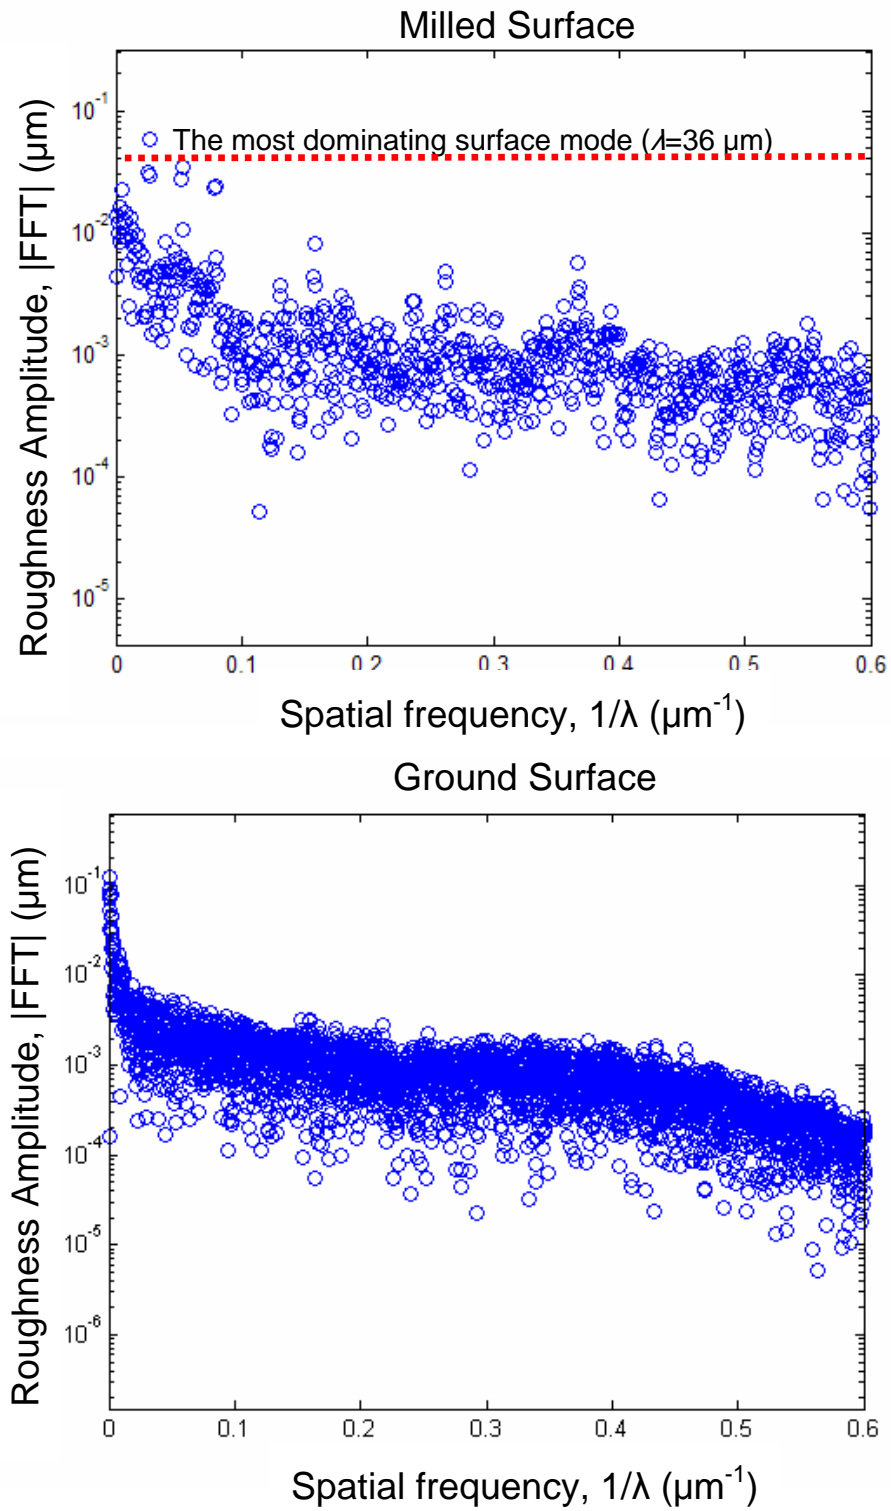 Milled Surface
Roughness Amplitude, |FFT| (μm)
10⁻¹
10⁻²
10⁻³
10⁻⁴
10⁻⁵
The most dominating surface mode (λ=36 μm)
0 0.1 0.2 0.3 0.4 0.5 0.6
Spatial frequency, 1/λ (μm⁻¹)
Ground Surface
Roughness Amplitude, |FFT| (μm)
10⁻¹
10⁻²
10⁻³
10⁻⁴
10⁻⁵
10⁻⁶
0 0.1 0.2 0.3 0.4 0.5 0.6
Spatial frequency, 1/λ (μm⁻¹)